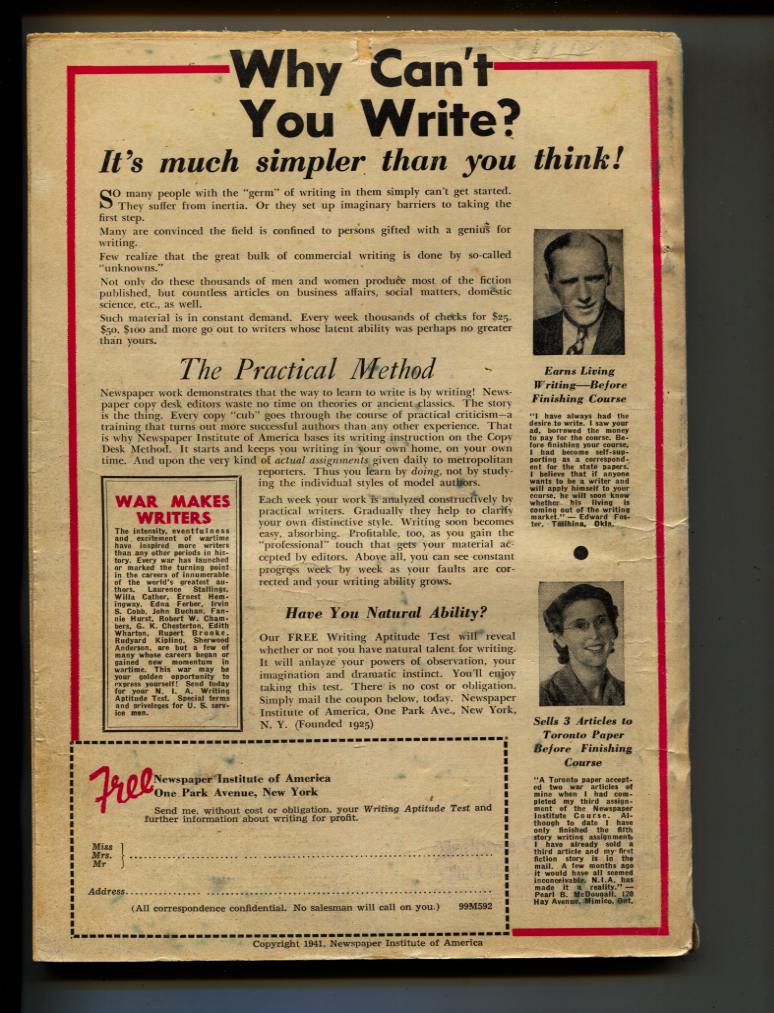 Why Can't
You Write?
It's much simpler than you think!
SO many people with the "germ" of writing in them simply can't get started.
They suffer from inertia. Or they set up imaginary barriers to taking the
first step.
Many are convinced the field is confined to persons gifted with a genius for
writing.
Few realize that the great bulk of commercial writing is done by so-called
"unknowns."
Not only do these thousands of men and women produce most of the fiction
published, but countless articles on business affairs, social matters, domestic
science, etc., as well.
Such material is in constant demand. Every week thousands of checks for $25,
$50, $100 and more go out to writers whose latent ability was perhaps no greater
than yours.
The Practical Method
Newspaper work demonstrates that the way to learn to write is by writing! News-
paper copy desk editors waste no time on theories or ancient classics. The story
is the thing. Every copy "cub" goes through the course of practical criticism—a
training that turns out more successful authors than any other experience. That
is why Newspaper Institute of America bases its writing instruction on the Copy
Desk Method. It starts and keeps you writing in your own home, on your own
time. And upon the very kind of actual assignments given daily to metropolitan
reporters. Thus you learn by doing, not by study-
ing the individual styles of model authors.
Each week your work is analyzed constructively by
practical writers. Gradually they help to clarify
your own distinctive style. Writing soon becomes
easy, absorbing. Profitable, too, as you gain the
"professional" touch that gets your material ac-
cepted by editors. Above all, you can see constant
progress week by week as your faults are cor-
rected and your writing ability grows.
WAR MAKES
WRITERS
The intensity, eventfulness
and excitement of wartime
have inspired more writers
than any other periods in his-
tory. Every war has launched
or marked the turning point
in the careers of innumerable
of the world's greatest au-
thors. Laurence Stallings,
Willa Cather, Ernest Hem-
ingway, Edna Ferber, Irvin
S. Cobb, John Buchan, Fan-
nie Hurst, Robert W. Cham-
bers, G. K. Chesterton, Edith
Wharton, Rupert Brooke,
Rudyard Kipling, Sherwood
Anderson, are but a few of
many whose careers began or
gained new momentum in
wartime. This war may be
your golden opportunity to
express yourself! Send today
for your N. I. A. Writing
Aptitude Test. Special terms
and priveleges for U. S. serv-
ice men.
Have You Natural Ability?
Our FREE Writing Aptitude Test will reveal
whether or not you have natural talent for writing.
It will anlayze your powers of observation, your
imagination and dramatic instinct. You'll enjoy
taking this test. There is no cost or obligation.
Simply mail the coupon below, today. Newspaper
Institute of America, One Park Ave., New York,
N. Y. (Founded 1925)
Earns Living
Writing—Before
Finishing Course
"I have always had the
desire to write. I saw your
ad, borrowed the money
to pay for the course. Be-
fore finishing your course,
I had become self-sup-
porting as a correspond-
ent for the state papers.
I believe that if anyone
wants to be a writer and
will apply himself to your
course, he will soon know
whether his living is
coming out of the writing
market." — Edward Fos-
ter, Talihina, Okla.
Sells 3 Articles to
Toronto Paper
Before Finishing
Course
"A Toronto paper accept-
ed two war articles of
mine when I had com-
pleted my third assign-
ment of the Newspaper
Institute Course. Al-
though to date I have
only finished the fifth
story writing assignment,
I have already sold a
third article and my first
fiction story is in the
mail. A few months ago
it would have all seemed
inconceivable. N.I.A. has
made it a reality." —
Pearl B. McDougall, 120
Hay Avenue, Mimico, Ont.
Free
Newspaper Institute of America
One Park Avenue, New York
Send me, without cost or obligation, your Writing Aptitude Test and
further information about writing for profit.
Miss
Mrs.
Mr
Address
(All correspondence confidential. No salesman will call on you.) 99M592
Copyright 1941, Newspaper Institute of America